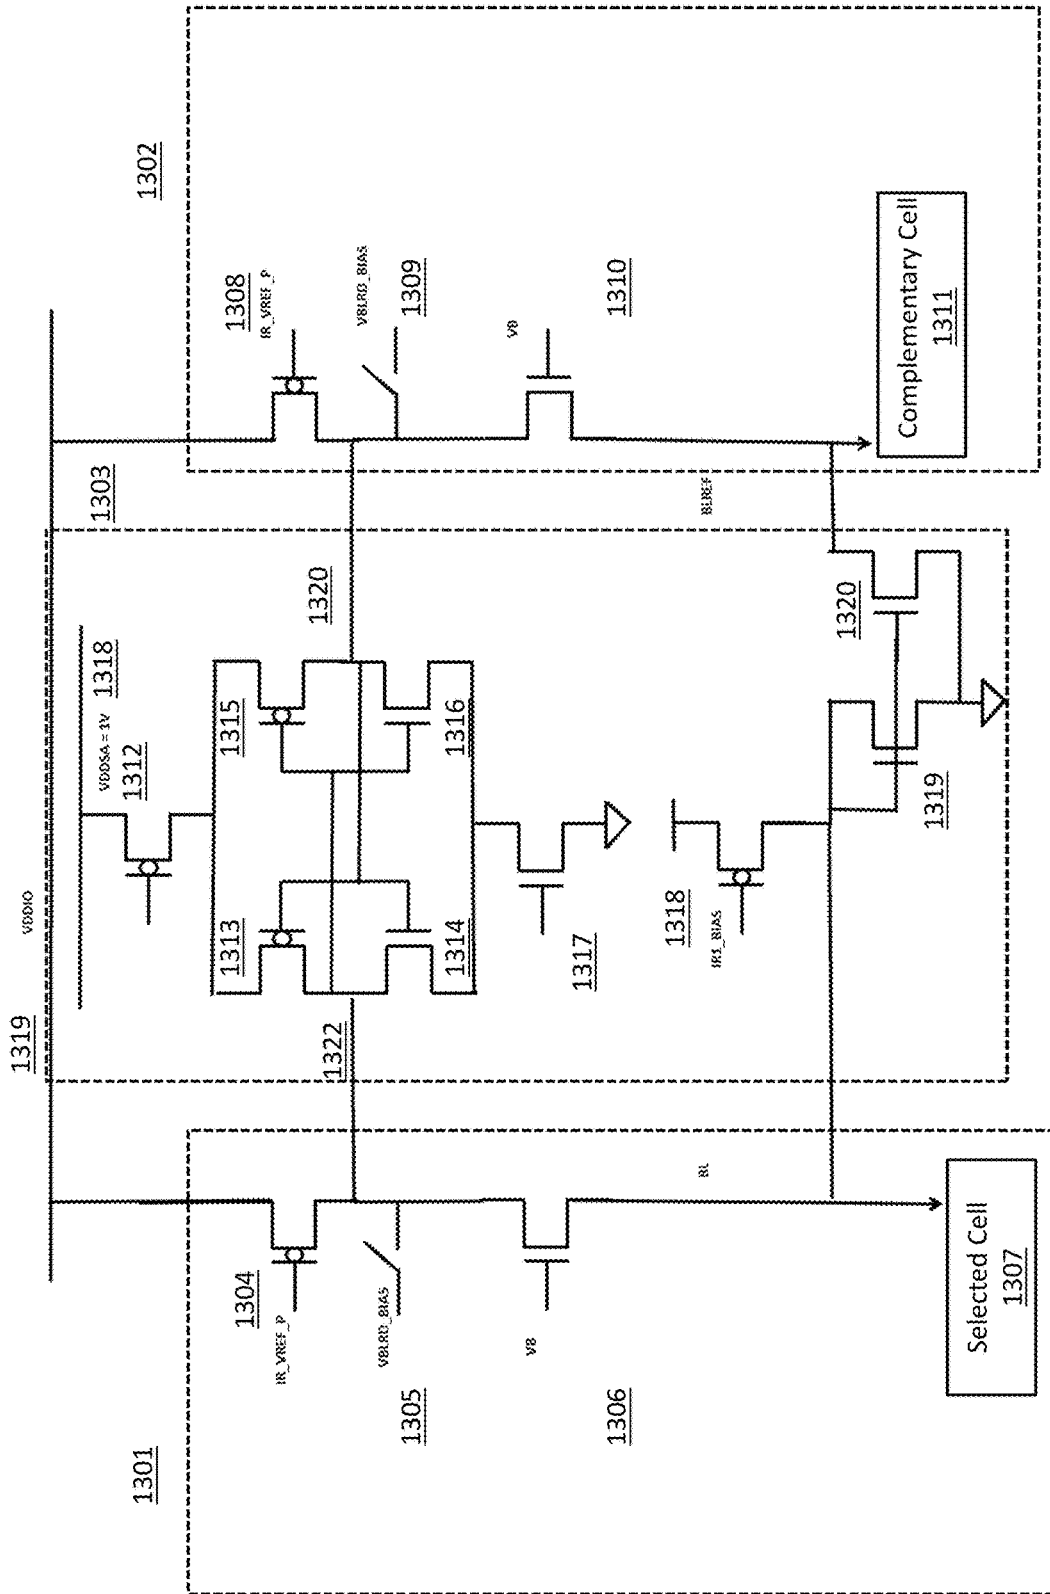 1319
VDDIO
1303
1318
VDDSA = 1V
1312
1301
1302
1304
IR_VREF_P
1313
1315
1308
IR_VREF_P
1322
1320
VBLRD_BIAS
1305
1314
1316
VBLRD_BIAS
1309
VB
1306
1317
VB
1310
BL
1318
IR1_BIAS
BLREF
1320
1319
Selected Cell
1307
Complementary Cell
1311